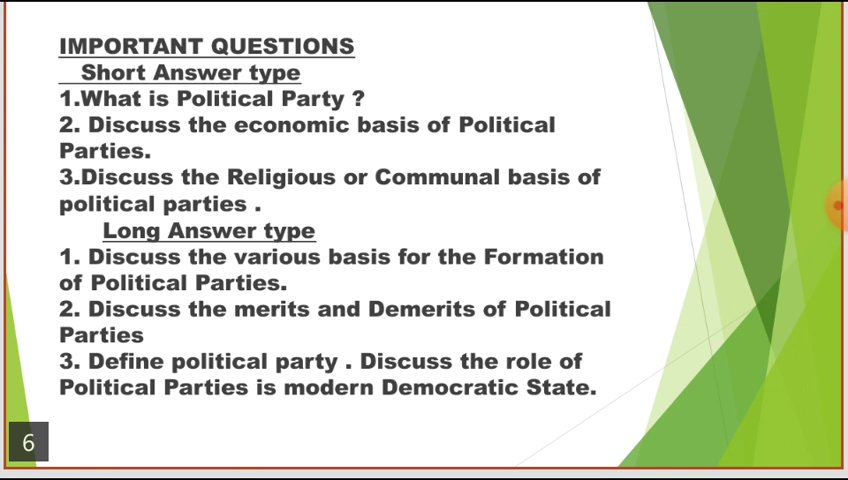 IMPORTANT QUESTIONS
Short Answer type
1.What is Political Party ?
2. Discuss the economic basis of Political
Parties.
3.Discuss the Religious or Communal basis of
political parties .
Long Answer type
1. Discuss the various basis for the Formation
of Political Parties.
2. Discuss the merits and Demerits of Political
Parties
3. Define political party . Discuss the role of
Political Parties is modern Democratic State.
6